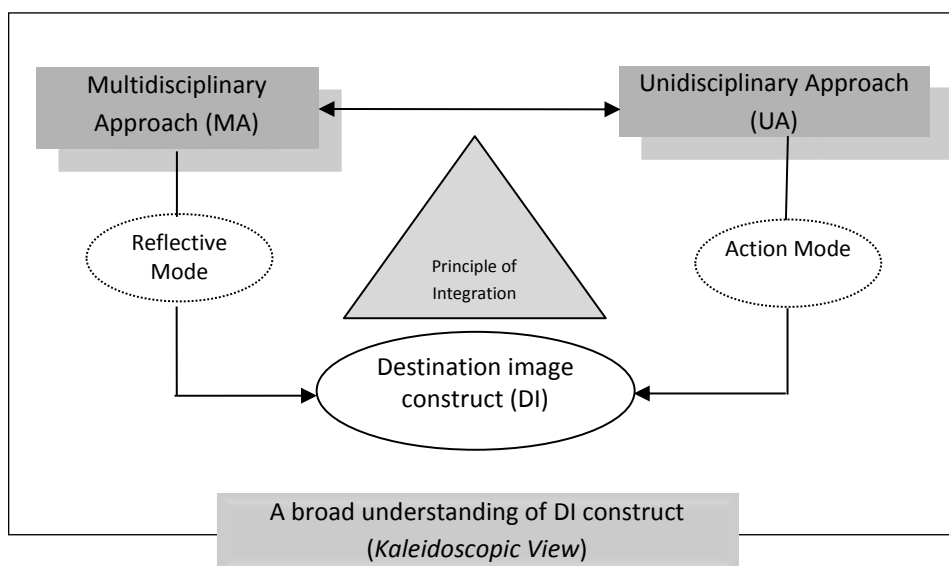 Multidisciplinary
Approach (MA)
Unidisciplinary Approach
(UA)
Reflective
Mode
Action Mode
Principle of
Integration
Destination image
construct (DI)
A broad understanding of DI construct
(Kaleidoscopic View)